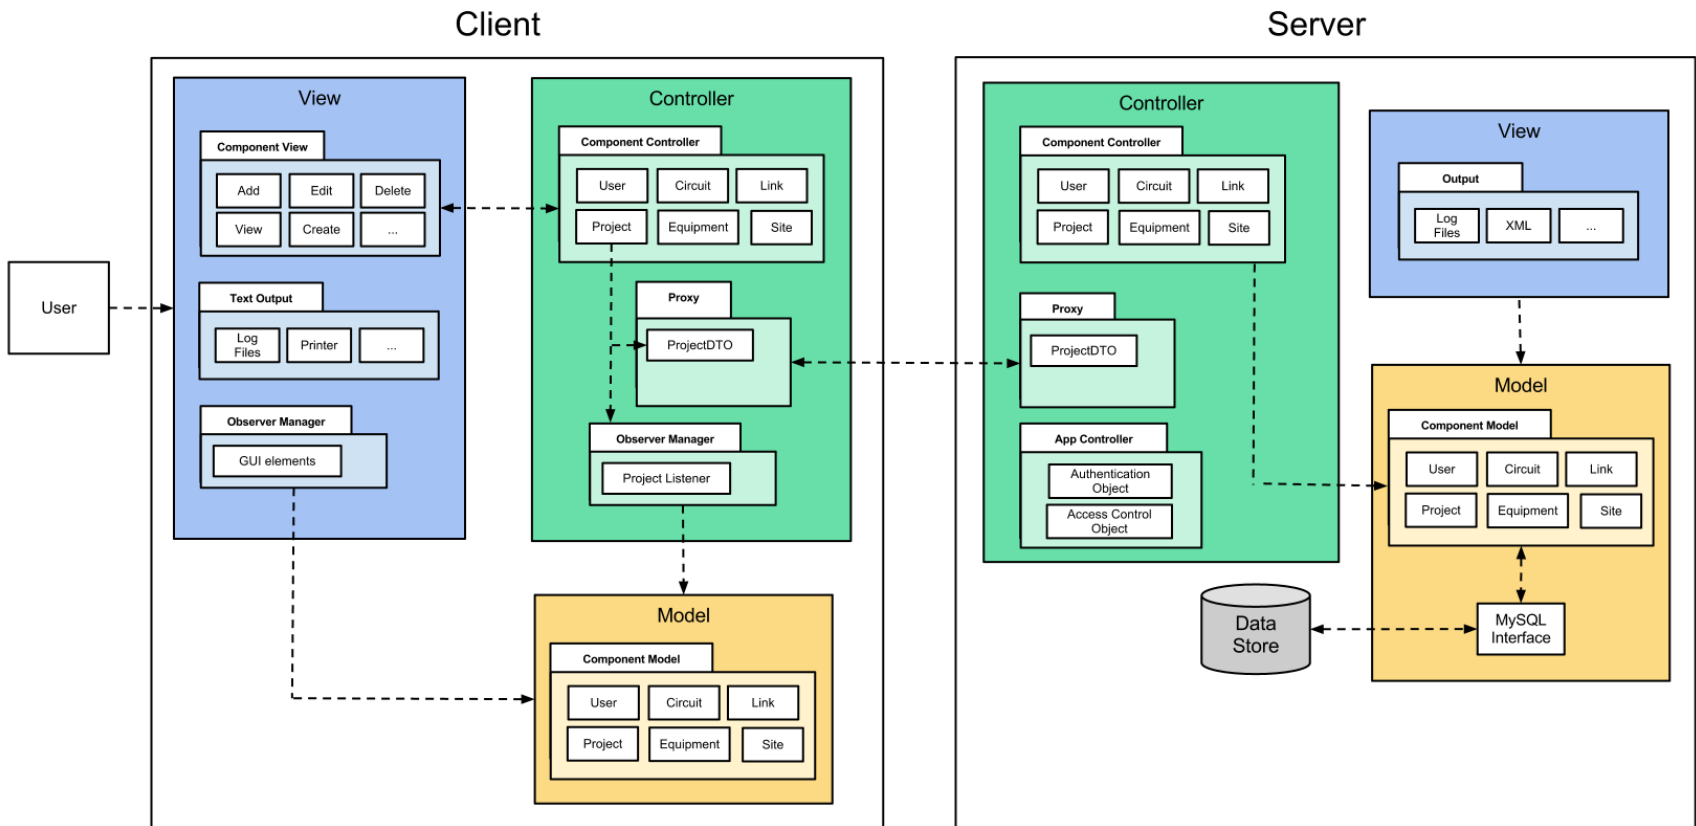 Client
Server
User
View
Component View
Add
Edit
Delete
View
Create
...
Text Output
Log
Files
Printer
...
Observer Manager
GUI elements
Controller
Component Controller
User
Circuit
Link
Project
Equipment
Site
Proxy
ProjectDTO
Observer Manager
Project Listener
Model
Component Model
User
Circuit
Link
Project
Equipment
Site
Controller
Component Controller
User
Circuit
Link
Project
Equipment
Site
Proxy
ProjectDTO
App Controller
Authentication
Object
Access Control
Object
View
Output
Log
Files
XML
...
Model
Component Model
User
Circuit
Link
Project
Equipment
Site
MySQL
Interface
Data
Store